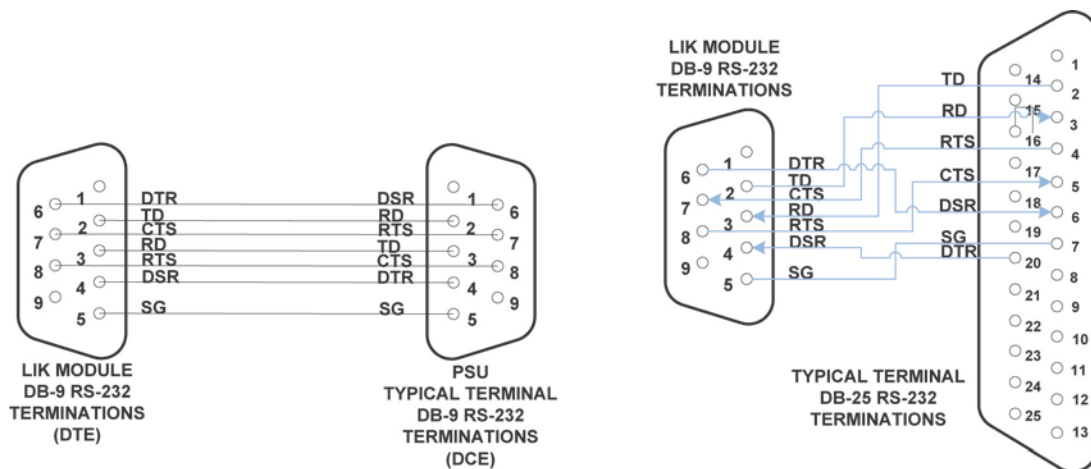 LIK MODULE
DB-9 RS-232
TERMINATIONS
(DTE)
6
7
8
9
1
2
3
4
5
DTR
TD
CTS
RD
RTS
DSR
SG
DSR
RD
RTS
TD
CTS
DTR
SG
1
2
3
4
5
6
7
8
9
PSU
TYPICAL TERMINAL
DB-9 RS-232
TERMINATIONS
(DCE)
LIK MODULE
DB-9 RS-232
TERMINATIONS
6
7
8
9
1
2
3
4
5
DTR
TD
CTS
RD
RTS
DSR
SG
TD
RD
RTS
CTS
DSR
SG
DTR
14
15
16
17
18
19
20
21
22
23
24
25
1
2
3
4
5
6
7
8
9
10
11
12
13
TYPICAL TERMINAL
DB-25 RS-232
TERMINATIONS